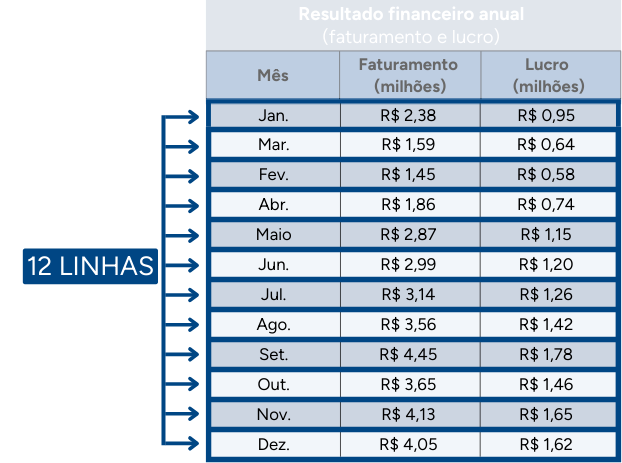 Resultado financeiro anual
(faturamento e lucro)
Mês Faturamento (milhões) Lucro (milhões)
Jan. R$ 2,38 R$ 0,95
Mar. R$ 1,59 R$ 0,64
Fev. R$ 1,45 R$ 0,58
Abr. R$ 1,86 R$ 0,74
Maio R$ 2,87 R$ 1,15
12 LINHAS
Jun. R$ 2,99 R$ 1,20
Jul. R$ 3,14 R$ 1,26
Ago. R$ 3,56 R$ 1,42
Set. R$ 4,45 R$ 1,78
Out. R$ 3,65 R$ 1,46
Nov. R$ 4,13 R$ 1,65
Dez. R$ 4,05 R$ 1,62